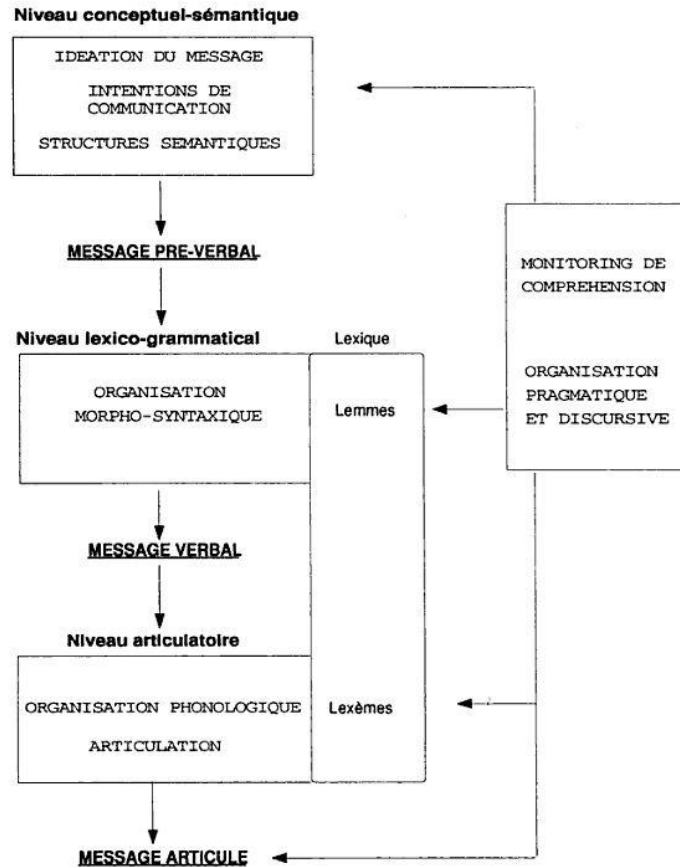 Niveau conceptuel-sémantique
IDEATION DU MESSAGE
INTENTIONS DE
COMMUNICATION
STRUCTURES SEMANTIQUES
MESSAGE PRE-VERBAL
MONITORING DE
COMPREHENSION
ORGANISATION
PRAGMATIQUE
ET DISCURSIVE
Niveau lexico-grammatical
Lexique
ORGANISATION
MORPHO-SYNTAXIQUE
Lemmes
MESSAGE VERBAL
Niveau articulatoire
ORGANISATION PHONOLOGIQUE
ARTICULATION
Lexèmes
MESSAGE ARTICULE